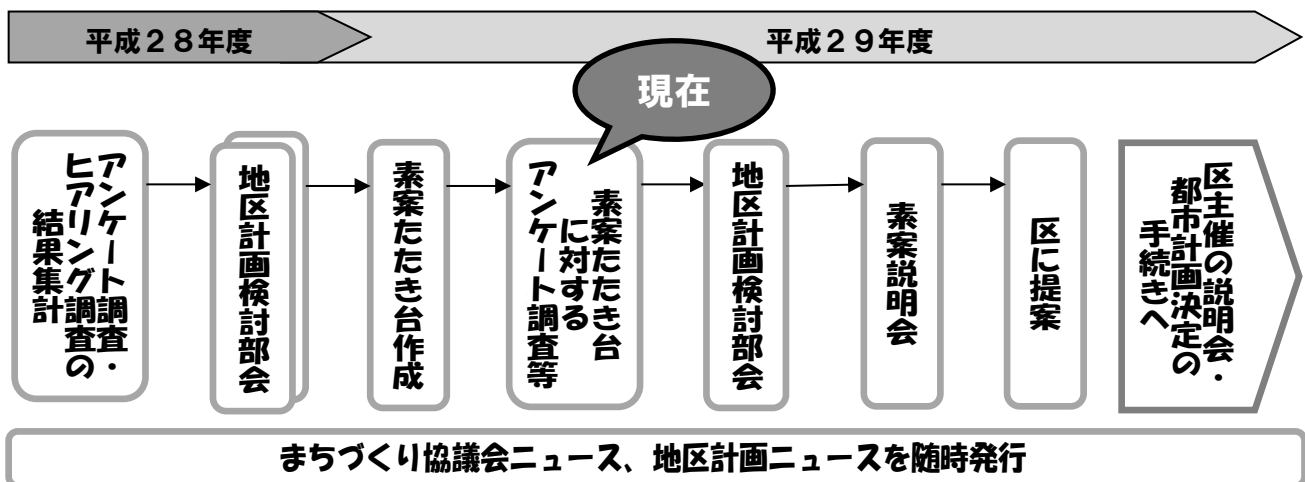 平成２８年度
平成２９年度
現在
アンケート調査・
ヒアリング調査の
結果集計
地区計画検討部会
素案たたき台作成
素案たたき台
に対する
アンケート調査等
地区計画検討部会
素案説明会
区に提案
区主催の説明会・
都市計画決定の
手続きへ
まちづくり協議会ニュース、地区計画ニュースを随時発行